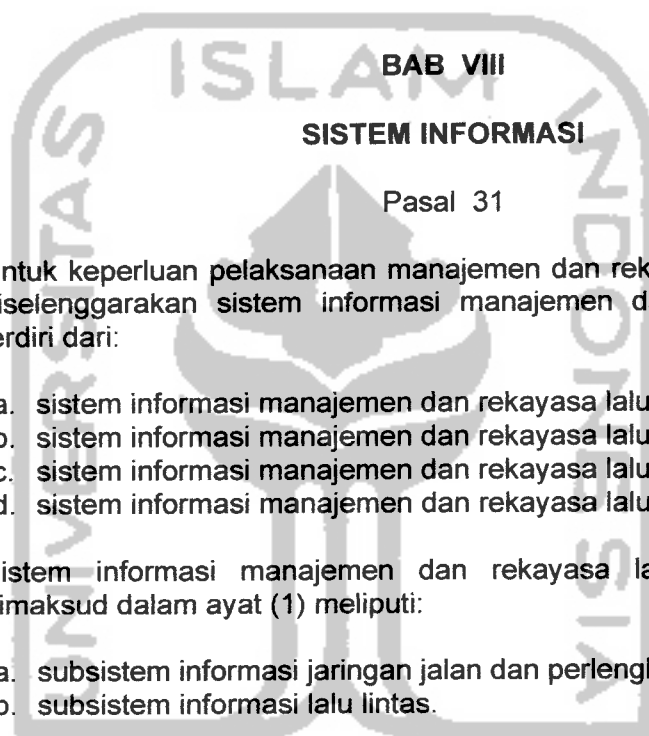 ISLAM
UNIVERSITAS
INDONESIA
BAB VIII
SISTEM INFORMASI
Pasal 31
ntuk keperluan pelaksanaan manajemen dan rek
iselenggarakan sistem informasi manajemen d
erdiri dari:
a. sistem informasi manajemen dan rekayasa lalu
b. sistem informasi manajemen dan rekayasa lalu
c. sistem informasi manajemen dan rekayasa lalu
d. sistem informasi manajemen dan rekayasa lalu
istem informasi manajemen dan rekayasa la
imaksud dalam ayat (1) meliputi:
a. subsistem informasi jaringan jalan dan perleng
b. subsistem informasi lalu lintas.